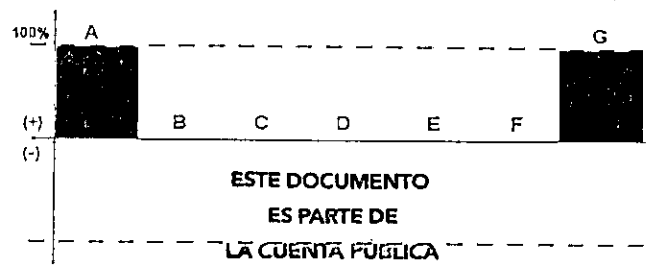 100% A G
(+) B C D E F
(-)
ESTE DOCUMENTO
ES PARTE DE
LA CUENTA PÚBLICA